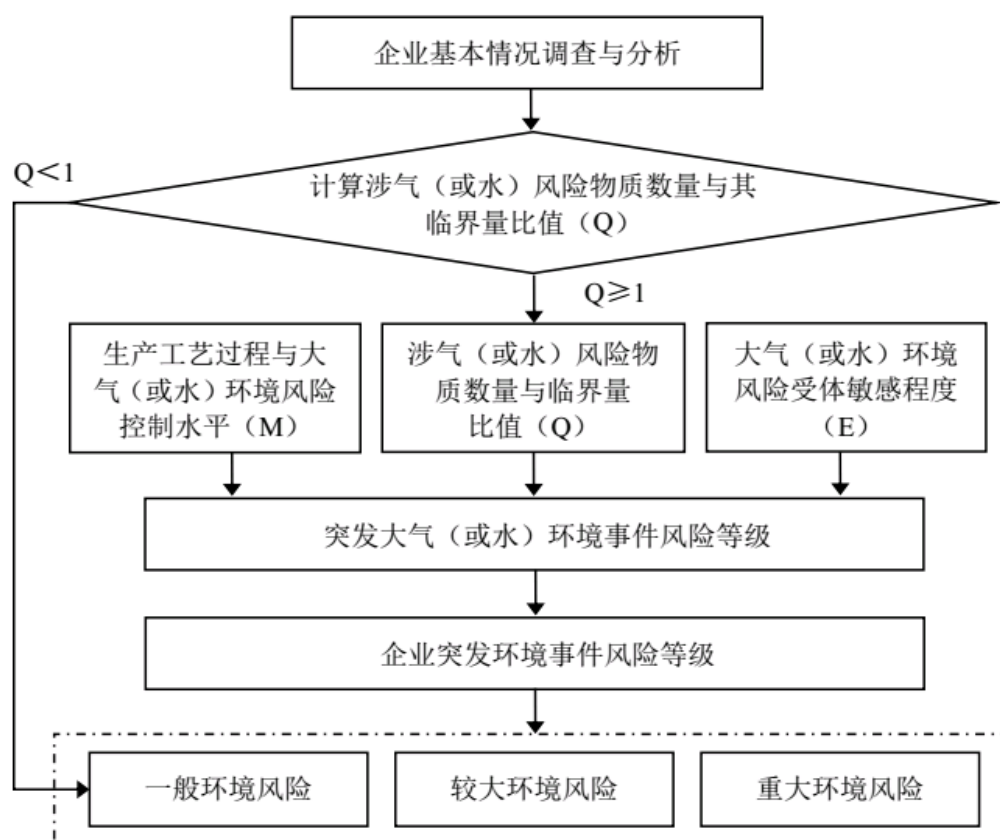 企业基本情况调查与分析
Q＜1
计算涉气（或水）风险物质数量与其
临界量比值（Q）
Q≥1
生产工艺过程与大
气（或水）环境风险
控制水平（M）
涉气（或水）风险物
质数量与临界量
比值（Q）
大气（或水）环境
风险受体敏感程度
（E）
突发大气（或水）环境事件风险等级
企业突发环境事件风险等级
一般环境风险
较大环境风险
重大环境风险